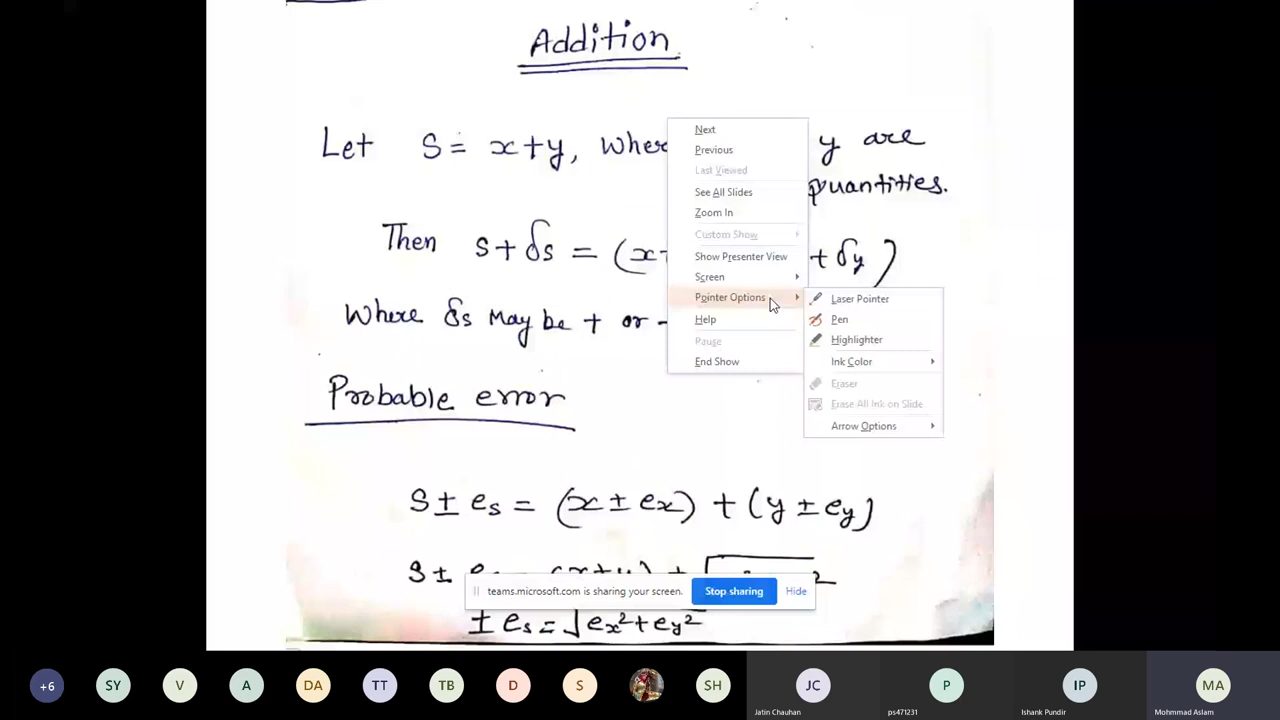 Addition
Let S = x+y, Wher y are
quantities.
Then s+ δs = (x+ + δy)
Where δs May be + or -
Probable error
S ± es = (x ± ex) + (y ± ey)
S ±
± es = √ex²+ey²
Next
Previous
Last Viewed
See All Slides
Zoom In
Custom Show
Show Presenter View
Screen
Pointer Options
Help
Pause
End Show
Laser Pointer
Pen
Highlighter
Ink Color
Eraser
Erase All Ink on Slide
Arrow Options
teams.microsoft.com is sharing your screen. Stop sharing Hide
+6 SY V A DA TT TB D S SH JC P IP MA
Jatin Chauhan ps471231 Ishank Pundir Mohmmad Aslam